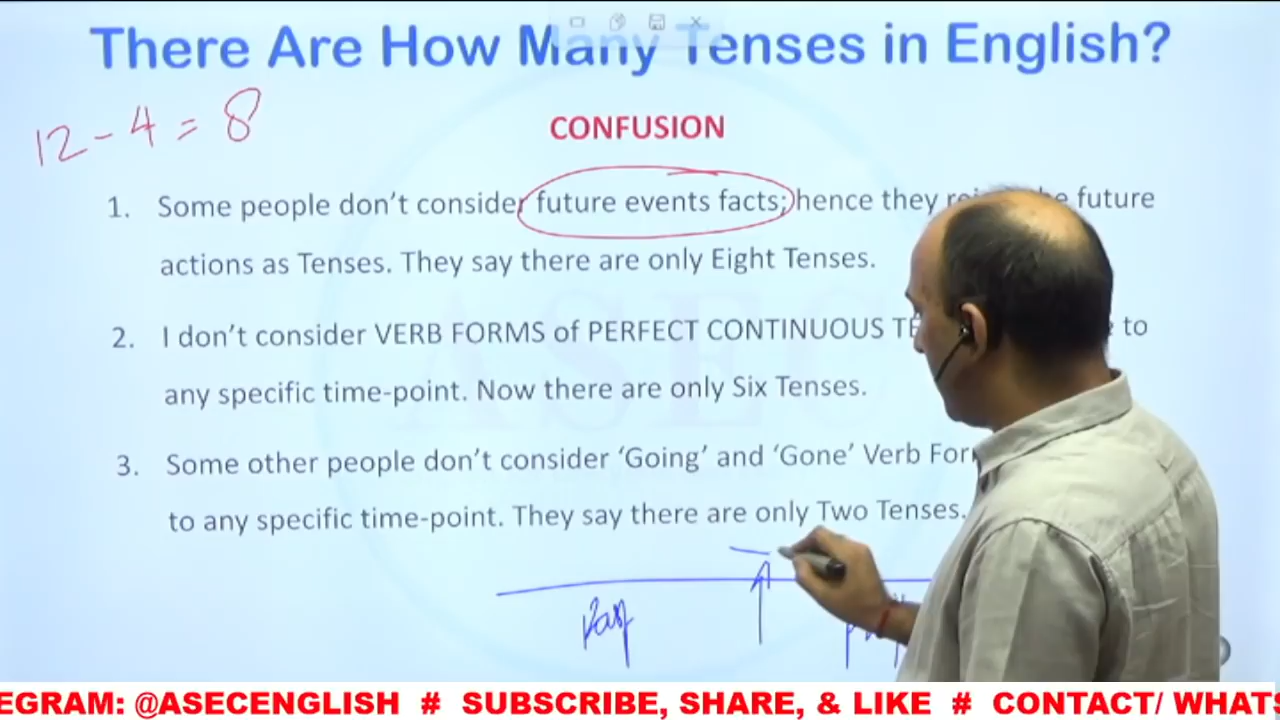 There Are How Many Tenses in English?
12 - 4 = 8
CONFUSION
1. Some people don't consider future events facts; hence they future
actions as Tenses. They say there are only Eight Tenses.
2. I don't consider VERB FORMS of PERFECT CONTINUOUS to
any specific time-point. Now there are only Six Tenses.
3. Some other people don't consider 'Going' and 'Gone' Verb
to any specific time-point. They say there are only Two Tenses.
Past
ASEC
EGRAM: @ASECENGLISH # SUBSCRIBE, SHARE, & LIKE # CONTACT/ WHATS